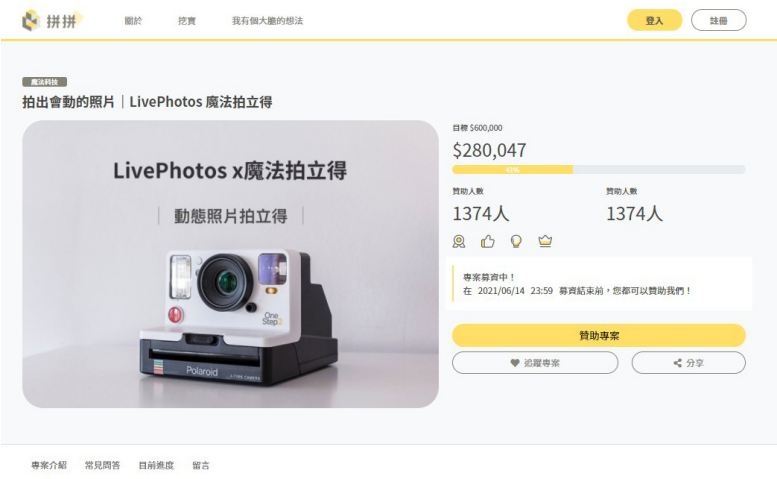 拼拼
關於
挖寶
我有個大膽的想法
登入
註冊
魔法科技
拍出會動的照片｜LivePhotos 魔法拍立得
LivePhotos x魔法拍立得
｜ 動態照片拍立得 ｜
One
Step2
Polaroid
目標 $600,000
$280,047
贊助人數
贊助人數
1374人
1374人
專案募資中！
在 2021/06/14 23:59 募資結束前，您都可以贊助我們！
贊助專案
追蹤專案
分享
專案介紹
常見問答
目前進度
留言